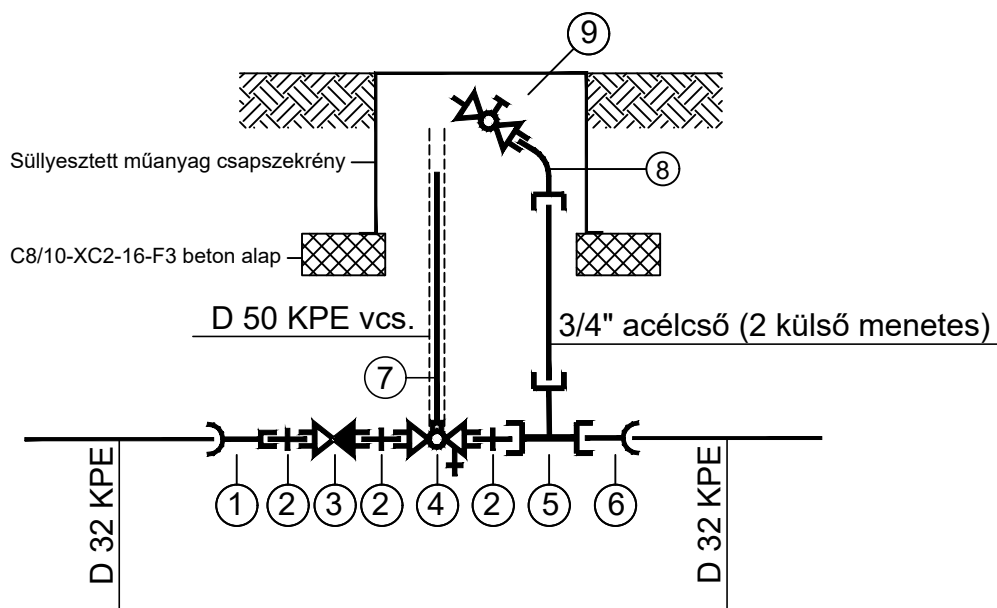 9
Süllyesztett műanyag csapszekrény
8
C8/10-XC2-16-F3 beton alap
D 50 KPE vcs.
3/4" acélcső (2 külső menetes)
7
1
2
3
2
4
2
5
6
D 32 KPE
D 32 KPE